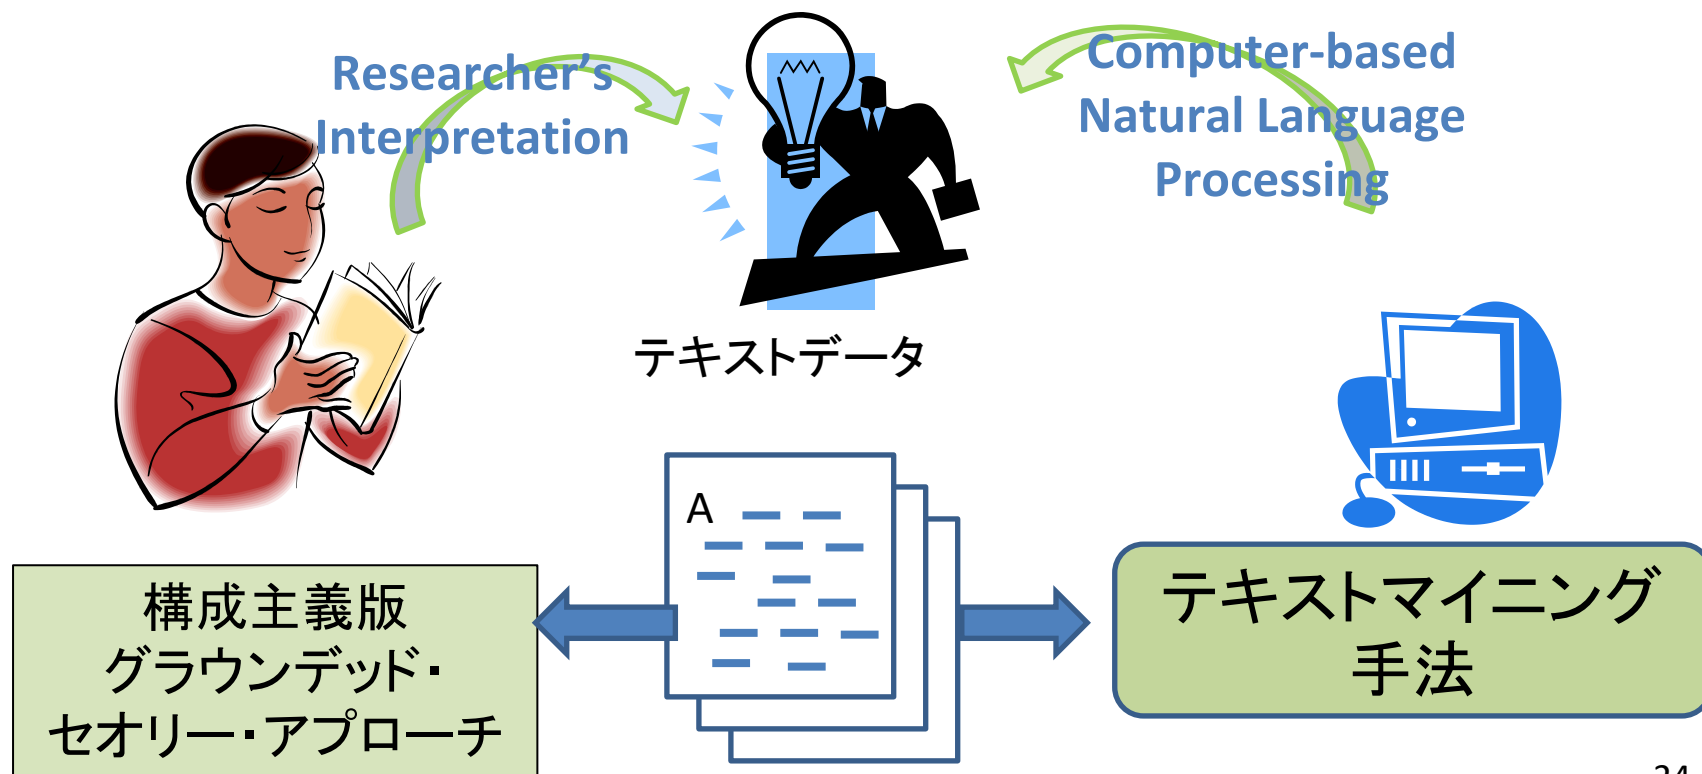 Researcher's
Interpretation
Computer-based
Natural Language
Processing
テキストデータ
A
構成主義版
グラウンデッド・
セオリー・アプローチ
テキストマイニング
手法